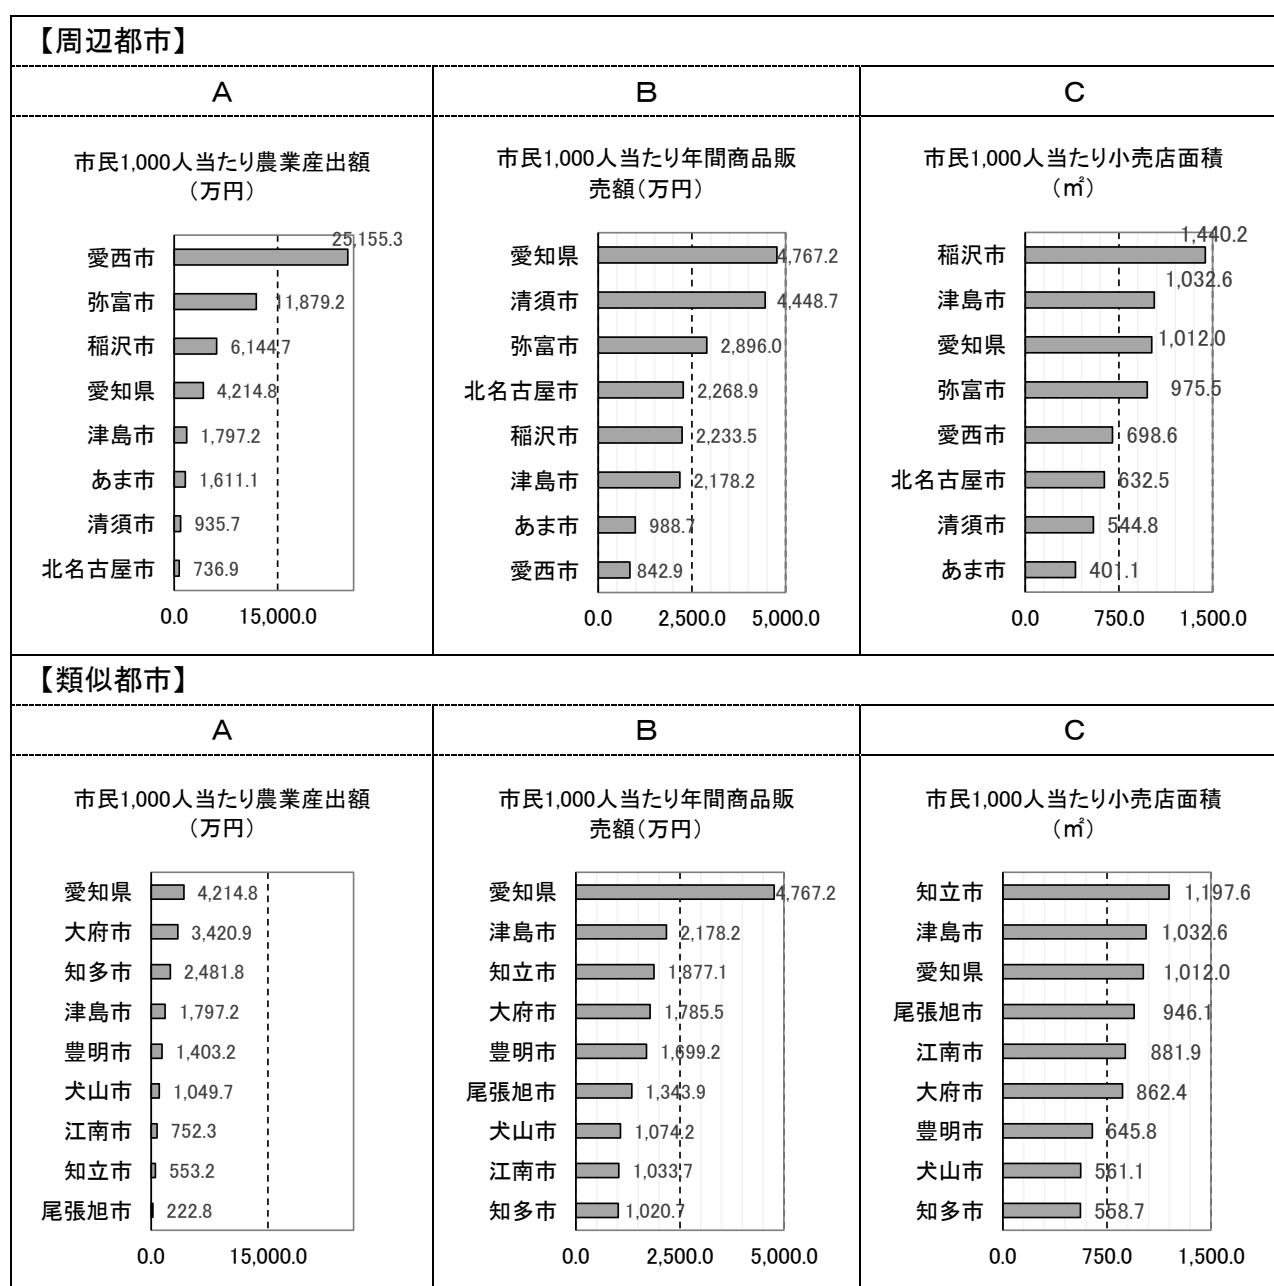 【周辺都市】
A
B
C
市民1,000人当たり農業産出額
（万円）
愛西市 25,155.3
弥富市 11,879.2
稲沢市 6,144.7
愛知県 4,214.8
津島市 1,797.2
あま市 1,611.1
清須市 935.7
北名古屋市 736.9
0.0 15,000.0
市民1,000人当たり年間商品販
売額(万円)
愛知県 4,767.2
清須市 4,448.7
弥富市 2,896.0
北名古屋市 2,268.9
稲沢市 2,233.5
津島市 2,178.2
あま市 988.7
愛西市 842.9
0.0 2,500.0 5,000.0
市民1,000人当たり小売店面積
（㎡）
稲沢市 1,440.2
津島市 1,032.6
愛知県 1,012.0
弥富市 975.5
愛西市 698.6
北名古屋市 632.5
清須市 544.8
あま市 401.1
0.0 750.0 1,500.0
【類似都市】
A
B
C
市民1,000人当たり農業産出額
（万円）
愛知県 4,214.8
大府市 3,420.9
知多市 2,481.8
津島市 1,797.2
豊明市 1,403.2
犬山市 1,049.7
江南市 752.3
知立市 553.2
尾張旭市 222.8
0.0 15,000.0
市民1,000人当たり年間商品販
売額(万円)
愛知県 4,767.2
津島市 2,178.2
知立市 1,877.1
大府市 1,785.5
豊明市 1,699.2
尾張旭市 1,343.9
犬山市 1,074.2
江南市 1,033.7
知多市 1,020.7
0.0 2,500.0 5,000.0
市民1,000人当たり小売店面積
（㎡）
知立市 1,197.6
津島市 1,032.6
愛知県 1,012.0
尾張旭市 946.1
江南市 881.9
大府市 862.4
豊明市 645.8
犬山市 561.1
知多市 558.7
0.0 750.0 1,500.0